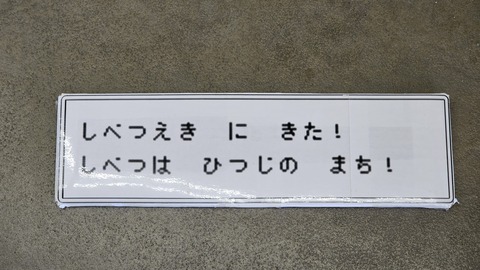 しべつえき　に　きた！
しべつは　ひつじの　まち！